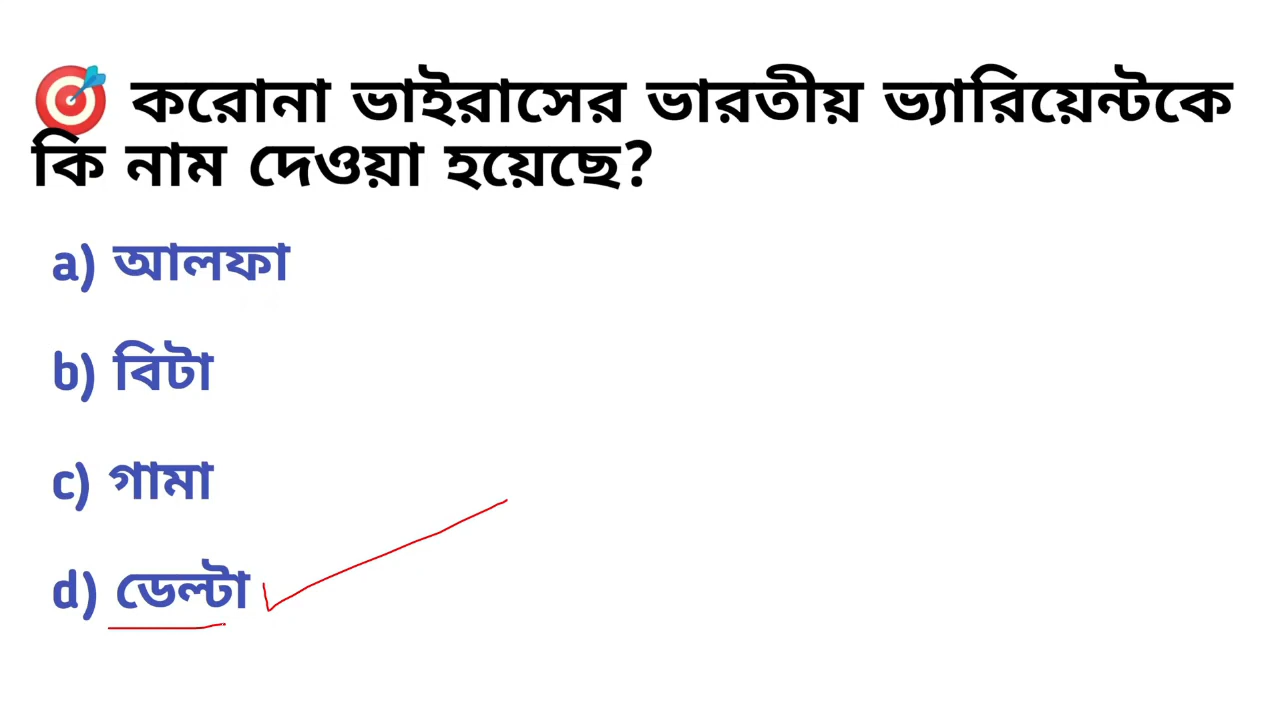 করোনা ভাইরাসের ভারতীয় ভ্যারিয়েন্টকে
কি নাম দেওয়া হয়েছে?
a) আলফা
b) বিটা
c) গামা
d) ডেল্টা